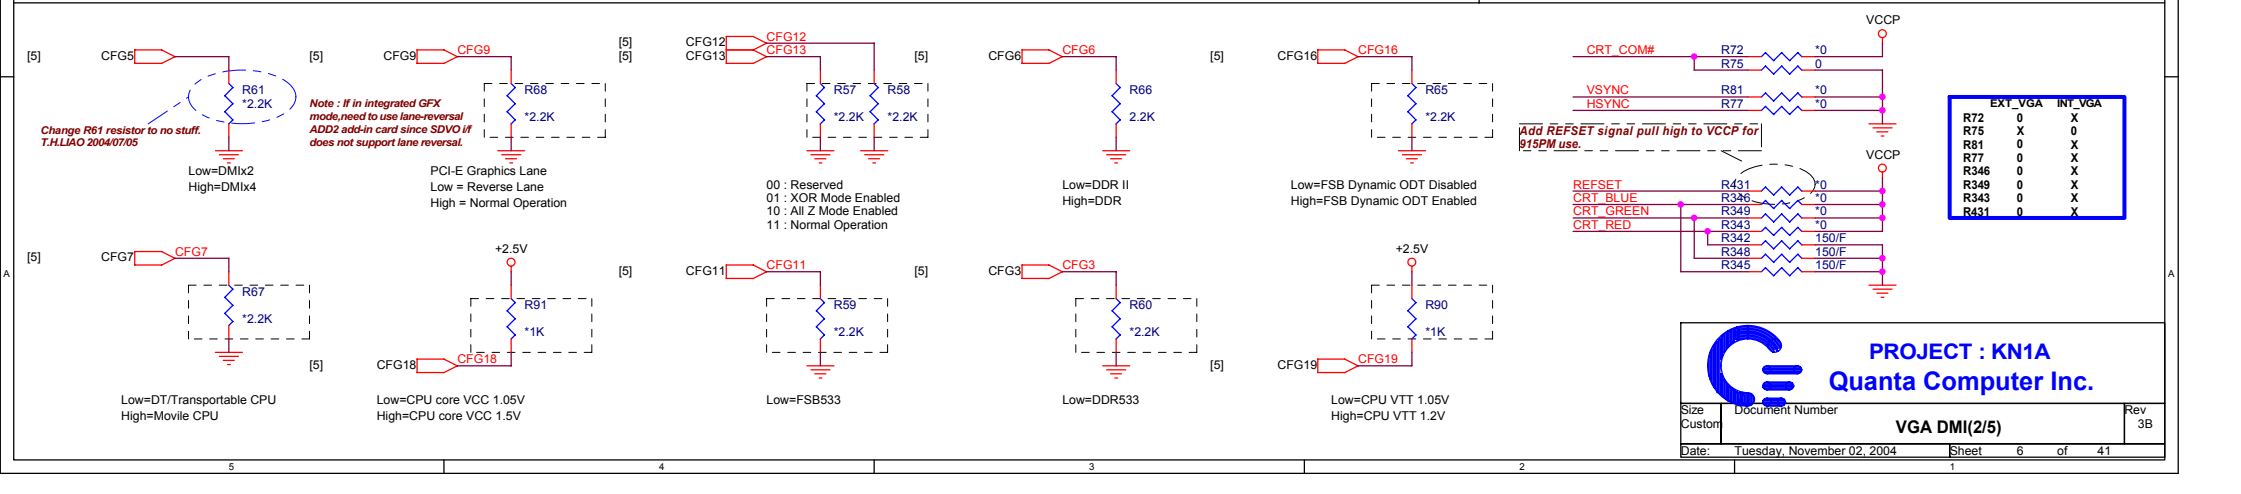 [5]
CFG5
R61
*2.2K
Change R61 resistor to no stuff.
T.H.LIAO 2004/07/05
Low=DMIx2
High=DMIx4
[5]
CFG9
CFG9
R68
*2.2K
Note : If in integrated GFX
mode,need to use lane-reversal
ADD2 add-in card since SDVO i/f
does not support lane reversal.
PCI-E Graphics Lane
Low = Reverse Lane
High = Normal Operation
[5]
[5]
CFG12
CFG13
CFG12
CFG13
R57
R58
*2.2K
*2.2K
00 : Reserved
01 : XOR Mode Enabled
10 : All Z Mode Enabled
11 : Normal Operation
[5]
CFG6
CFG6
R66
2.2K
Low=DDR II
High=DDR
[5]
CFG16
CFG16
R65
*2.2K
Low=FSB Dynamic ODT Disabled
High=FSB Dynamic ODT Enabled
VCCP
CRT_COM#
R72
*0
R75
0
VSYNC
R81
*0
HSYNC
R77
*0
Add REFSET signal pull high to VCCP for
915PM use.
VCCP
REFSET
R431
*0
CRT_BLUE
R346
*0
CRT_GREEN
R349
*0
CRT_RED
R343
*0
R342
150/F
R348
150/F
R345
150/F
EXT_VGA INT_VGA
R72 0 X
R75 X 0
R81 0 X
R77 0 X
R346 0 X
R349 0 X
R343 0 X
R431 0 X
[5]
CFG7
CFG7
R67
*2.2K
Low=DT/Transportable CPU
High=Movile CPU
+2.5V
R91
*1K
[5]
CFG18
CFG18
Low=CPU core VCC 1.05V
High=CPU core VCC 1.5V
[5]
CFG11
CFG11
R59
*2.2K
Low=FSB533
[5]
CFG3
CFG3
R60
*2.2K
Low=DDR533
+2.5V
R90
*1K
[5]
CFG19
CFG19
Low=CPU VTT 1.05V
High=CPU VTT 1.2V
A
A
PROJECT : KN1A
Quanta Computer Inc.
Size
Custom
Document Number
VGA DMI(2/5)
Rev
3B
Date: Tuesday, November 02, 2004 Sheet 6 of 41
5 4 3 2 1